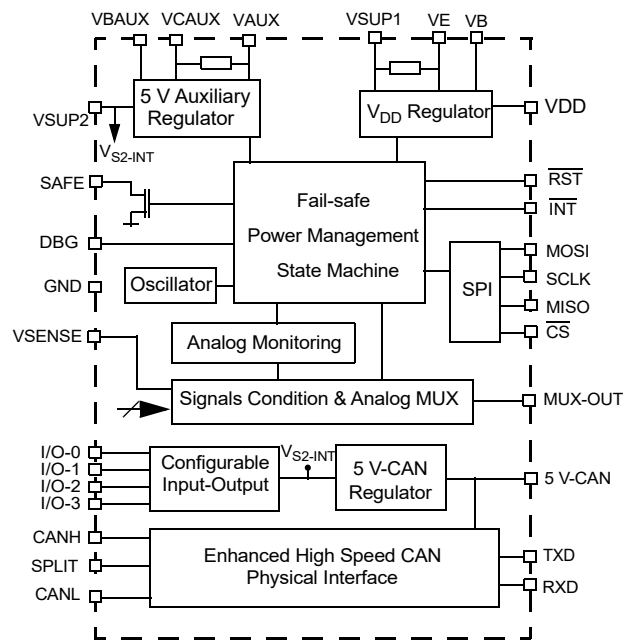 VBAUX VCAUX VAUX
VSUP1 VE VB
5 V Auxiliary
Regulator
VDD Regulator
VDD
VSUP2
VS2-INT
SAFE
Fail-safe
Power Management
State Machine
RST
INT
DBG
MOSI
SCLK
MISO
CS
SPI
GND
Oscillator
VSENSE
Analog Monitoring
Signals Condition & Analog MUX
MUX-OUT
I/O-0
I/O-1
I/O-2
I/O-3
Configurable
Input-Output
VS2-INT
5 V-CAN
Regulator
5 V-CAN
CANH
SPLIT
CANL
Enhanced High Speed CAN
Physical Interface
TXD
RXD